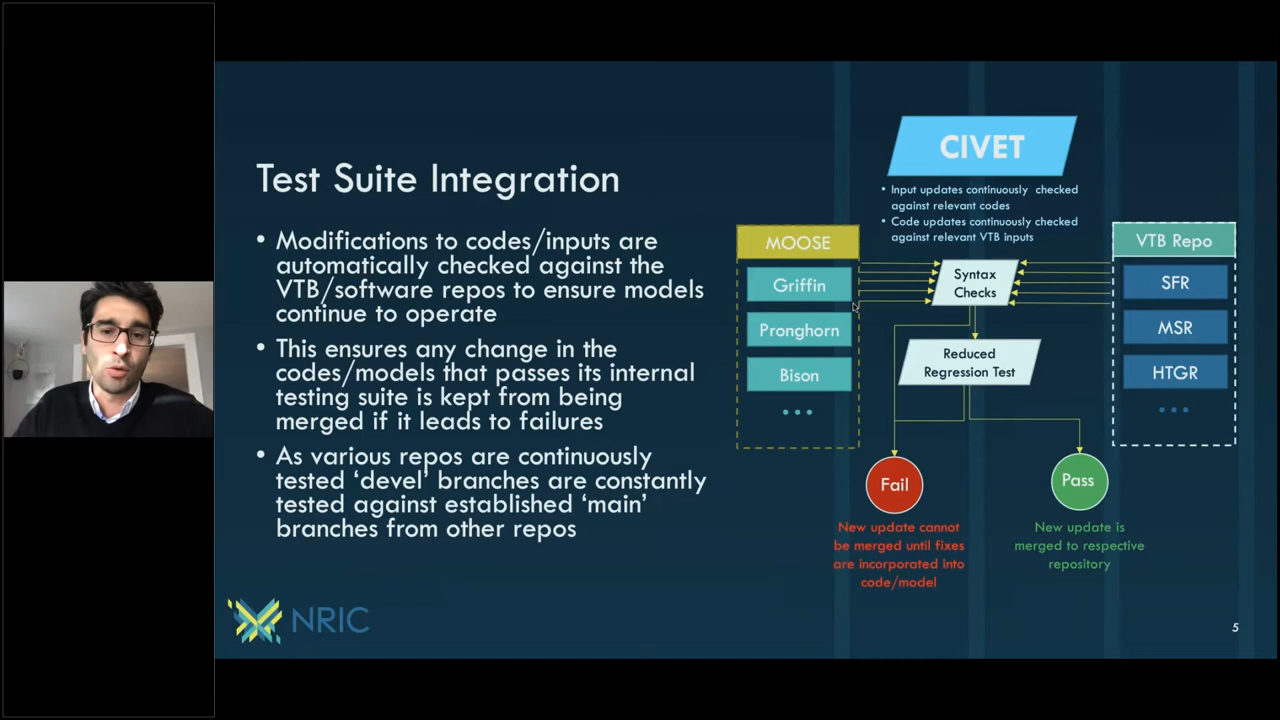 Test Suite Integration
• Modifications to codes/inputs are
automatically checked against the
VTB/software repos to ensure models
continue to operate
• This ensures any change in the
codes/models that passes its internal
testing suite is kept from being
merged if it leads to failures
• As various repos are continuously
tested ‘devel’ branches are constantly
tested against established ‘main’
branches from other repos
CIVET
• Input updates continuously checked
against relevant codes
• Code updates continuously checked
against relevant VTB inputs
MOOSE
Griffin
Pronghorn
Bison
• • •
Syntax
Checks
Reduced
Regression Test
VTB Repo
SFR
MSR
HTGR
• • •
Fail
New update cannot
be merged until fixes
are incorporated into
code/model
Pass
New update is
merged to respective
repository
NRIC
5